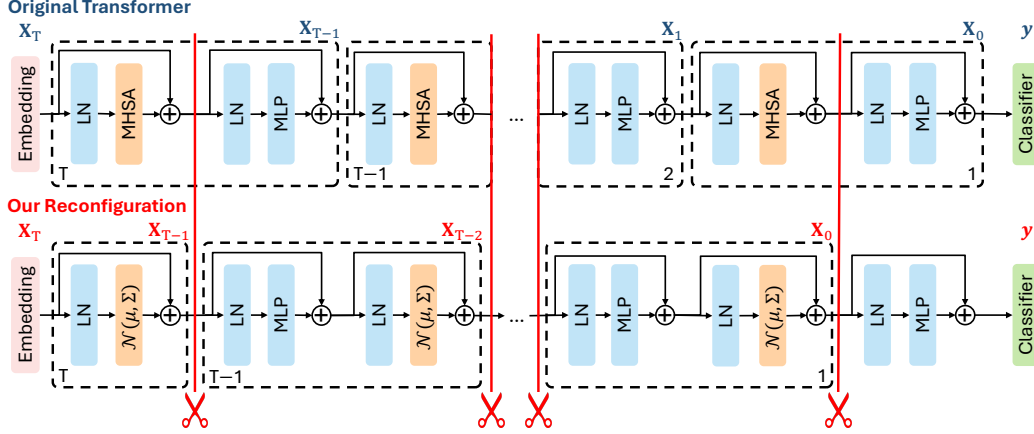 Original Transformer
X_T X_{T−1} X_1 X_0 y
Embedding LN MHSA LN MLP LN MHSA ... LN MLP LN MHSA LN MLP Classifier
T T−1 2 1
Our Reconfiguration
X_T X_{T−1} X_{T−2} X_0 y
Embedding LN 𝒩(μ, Σ) LN MLP LN 𝒩(μ, Σ) ... LN MLP LN 𝒩(μ, Σ) LN MLP Classifier
T T−1 1